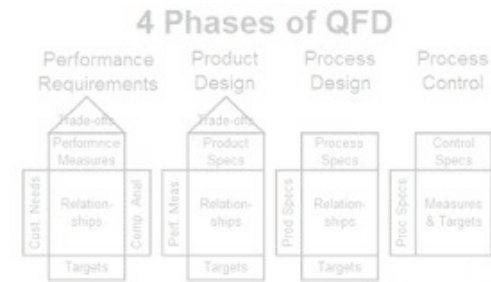 4 Phases of QFD
Performance
Requirements
Product
Design
Process
Design
Process
Control
Trade-offs
Performnce
Measures
Cust. Needs
Relation-
ships
Comp. Anal
Targets
Trade-offs
Product
Specs
Perf. Meas
Relation-
ships
Targets
Process
Specs
Prod Specs
Relation-
ships
Targets
Control
Specs
Proc Specs
Measures
& Targets